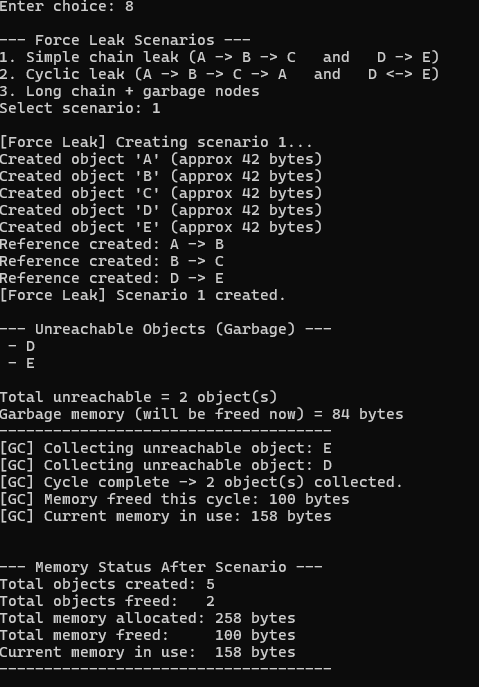 Enter choice: 8
--- Force Leak Scenarios ---
1. Simple chain leak (A -> B -> C   and   D -> E)
2. Cyclic leak (A -> B -> C -> A   and   D <-> E)
3. Long chain + garbage nodes
Select scenario: 1
[Force Leak] Creating scenario 1...
Created object 'A' (approx 42 bytes)
Created object 'B' (approx 42 bytes)
Created object 'C' (approx 42 bytes)
Created object 'D' (approx 42 bytes)
Created object 'E' (approx 42 bytes)
Reference created: A -> B
Reference created: B -> C
Reference created: D -> E
[Force Leak] Scenario 1 created.
--- Unreachable Objects (Garbage) ---
 - D
 - E
Total unreachable = 2 object(s)
Garbage memory (will be freed now) = 84 bytes
--------------------------------------
[GC] Collecting unreachable object: E
[GC] Collecting unreachable object: D
[GC] Cycle complete -> 2 object(s) collected.
[GC] Memory freed this cycle: 100 bytes
[GC] Current memory in use: 158 bytes
--- Memory Status After Scenario ---
Total objects created: 5
Total objects freed:   2
Total memory allocated: 258 bytes
Total memory freed:     100 bytes
Current memory in use:  158 bytes
--------------------------------------